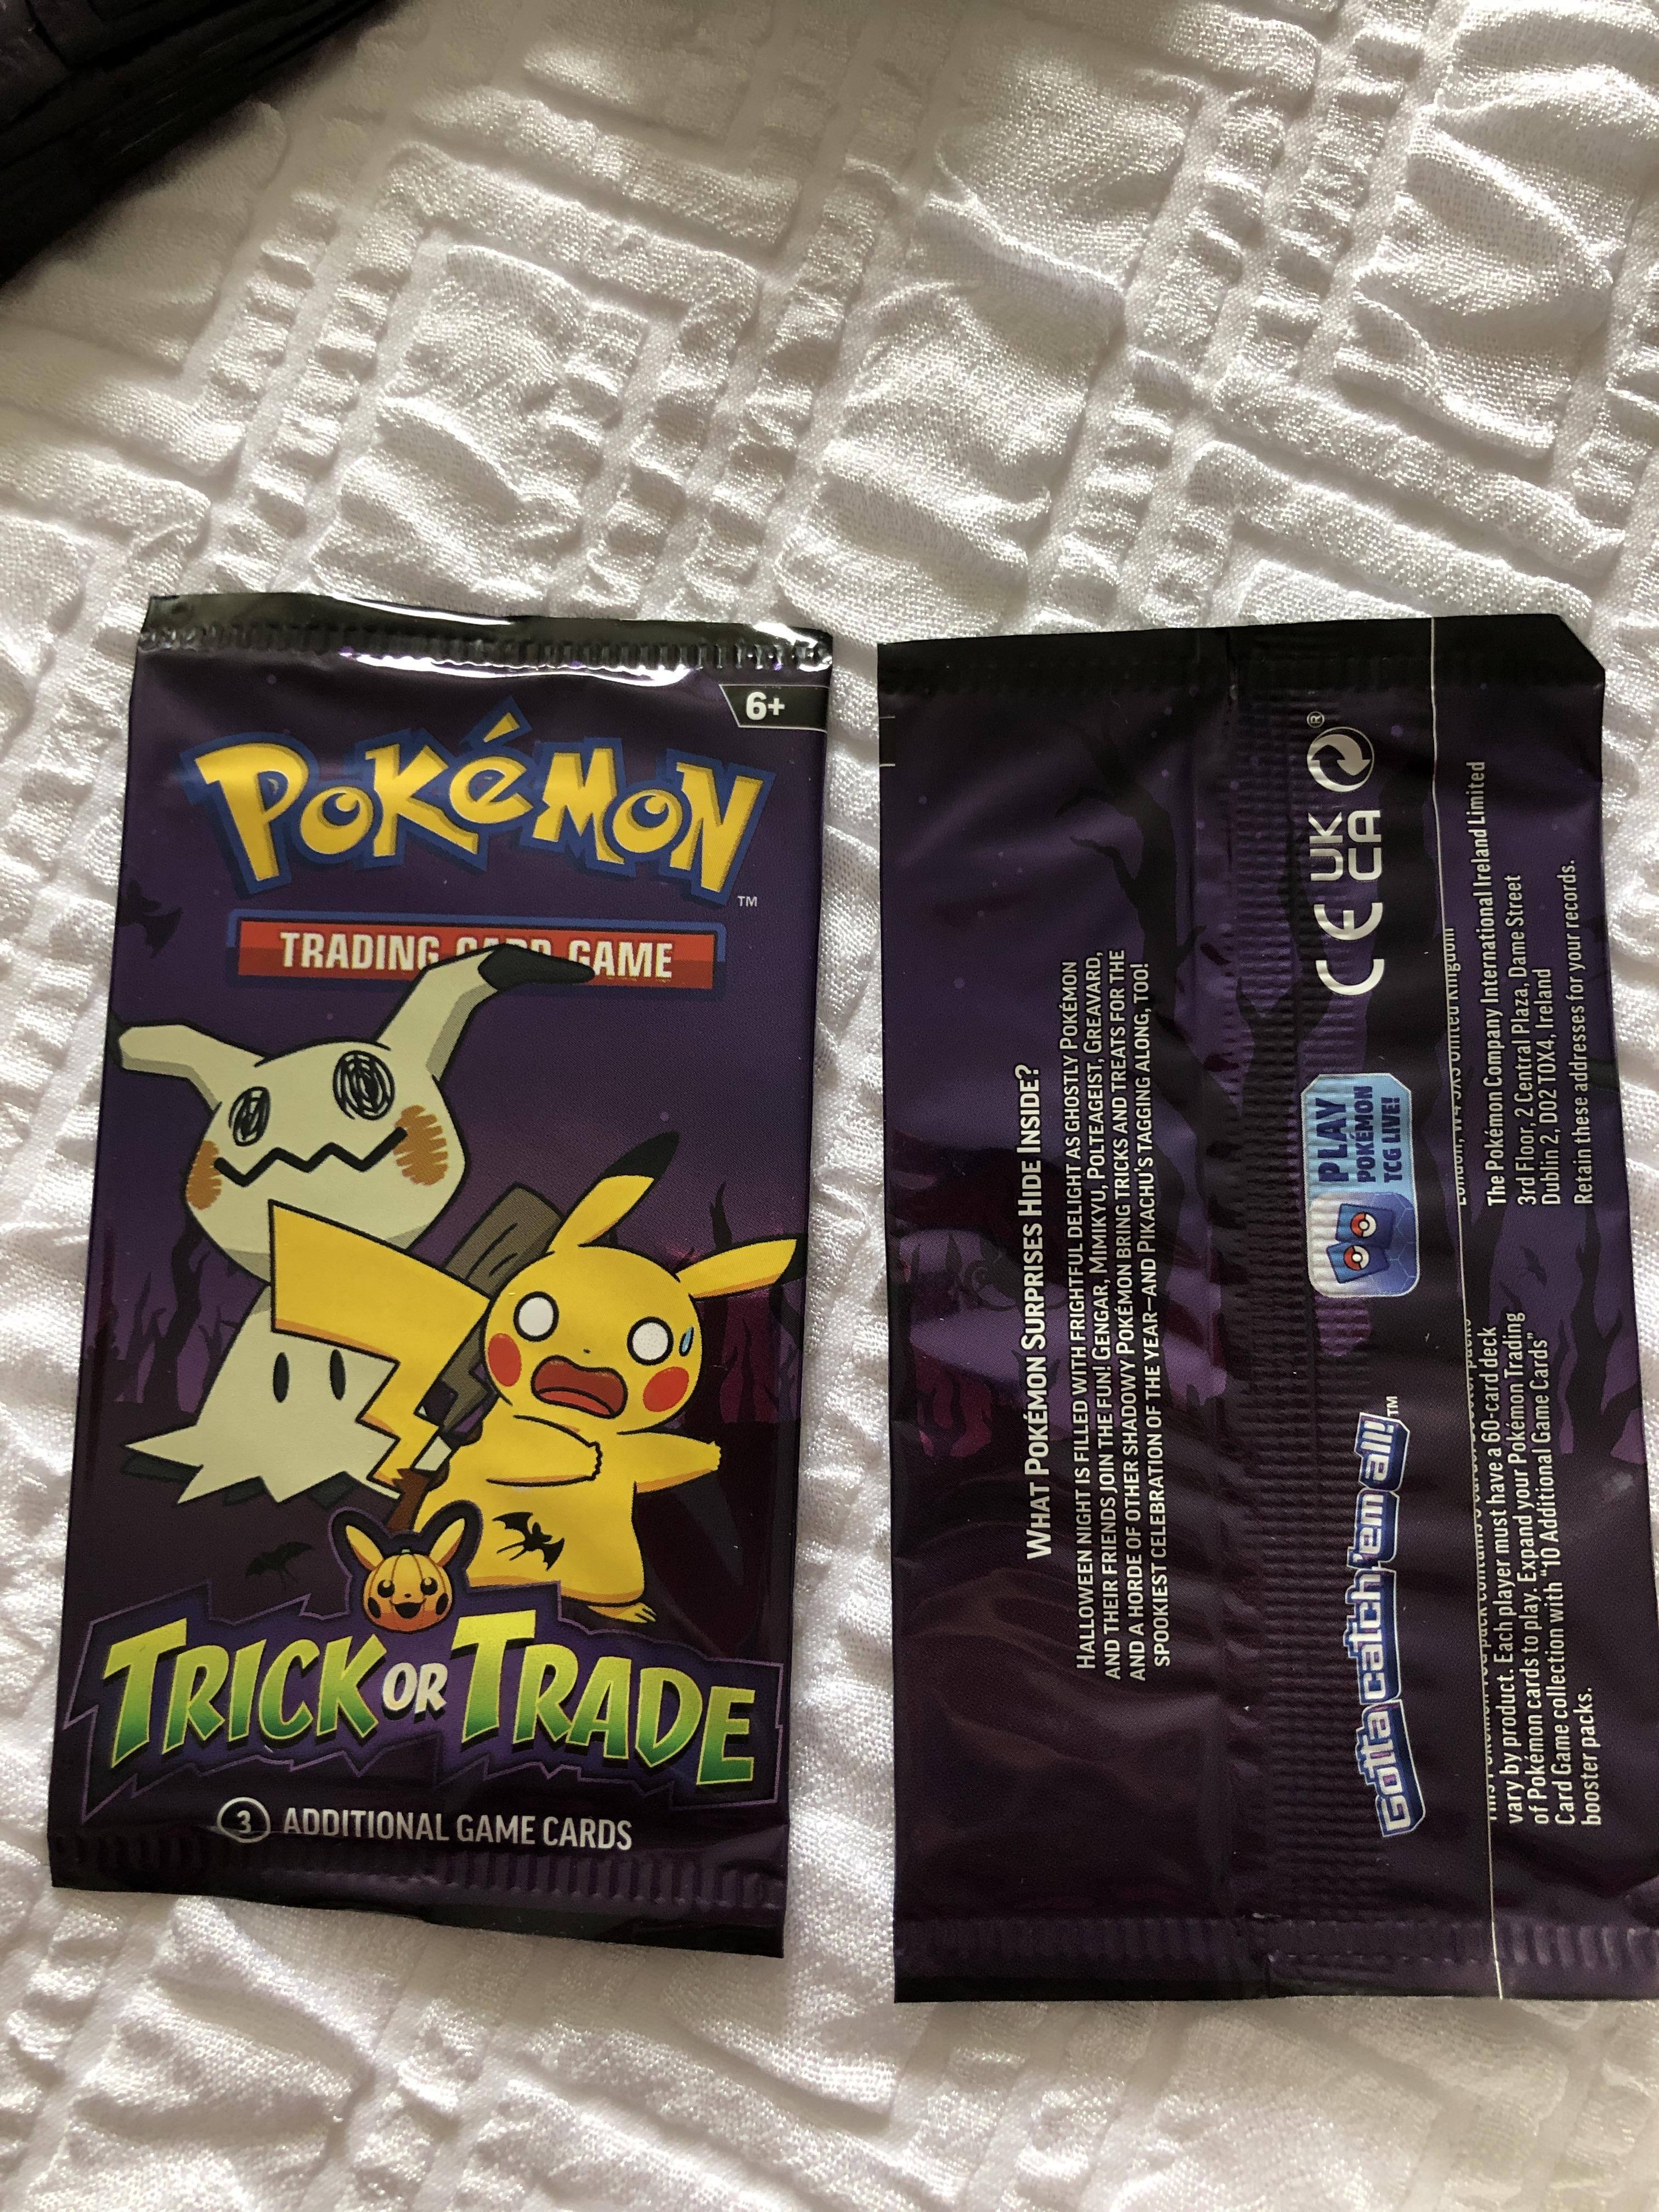 6+
POKéMON
TM
TRADING CARD GAME
TRICK OR TRADE
3 ADDITIONAL GAME CARDS
WHAT POKÉMON SURPRISES HIDE INSIDE?
HALLOWEEN NIGHT IS FILLED WITH FRIGHTFUL DELIGHT AS GHOSTLY POKÉMON
AND THEIR FRIENDS JOIN THE FUN! GENGAR, MIMIKYU, POLTEAGEIST, GREAVARD,
AND A HORDE OF OTHER SHADOWY POKÉMON BRING TRICKS AND TREATS FOR THE
SPOOKIEST CELEBRATION OF THE YEAR—AND PIKACHU'S TAGGING ALONG, TOO!
Gotta catch 'em all!
TM
PLAY
POKÉMON
TCG LIVE!
CE
UK
CA
®
vary by product. Each player must have a 60-card deck
of Pokémon cards to play. Expand your Pokémon Trading
Card Game collection with "10 Additional Game Cards"
booster packs.
United Kingdom
The Pokémon Company International Ireland Limited
3rd Floor, 2 Central Plaza, Dame Street
Dublin 2, D02 T0X4, Ireland
Retain these addresses for your records.